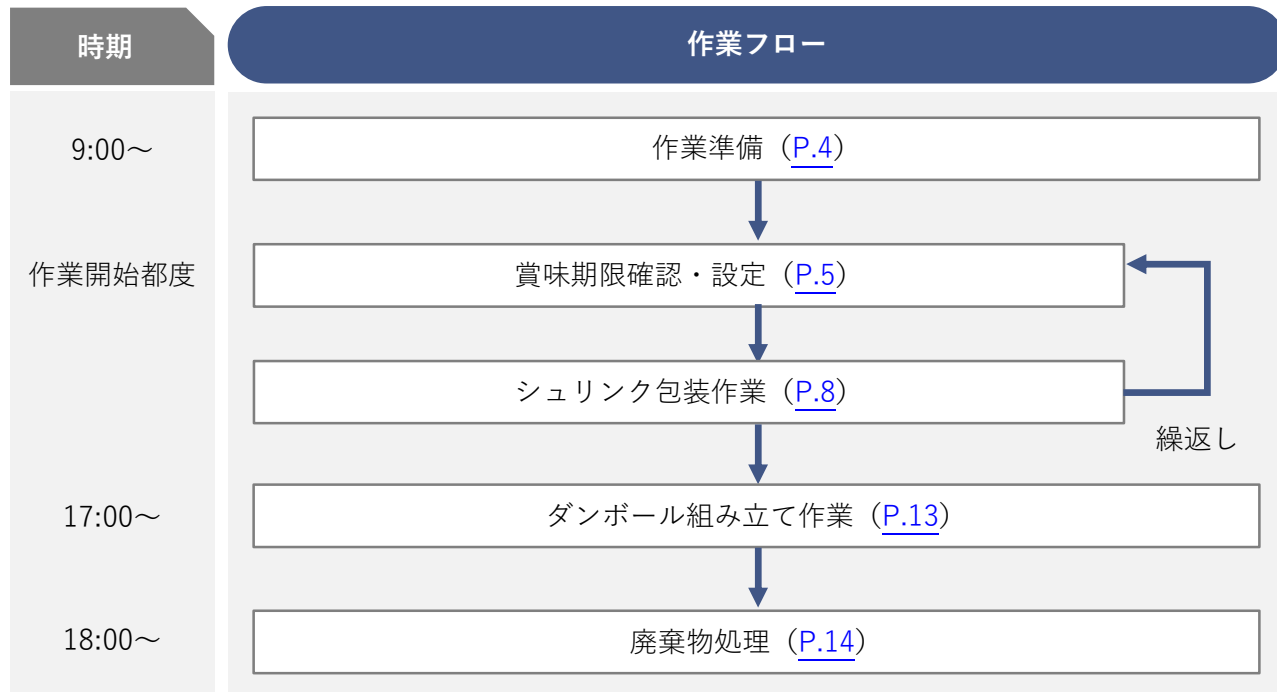 時期
作業フロー
9:00～
作業準備（P.4）
作業開始都度
賞味期限確認・設定（P.5）
シュリンク包装作業（P.8）
繰返し
17:00～
ダンボール組み立て作業（P.13）
18:00～
廃棄物処理（P.14）